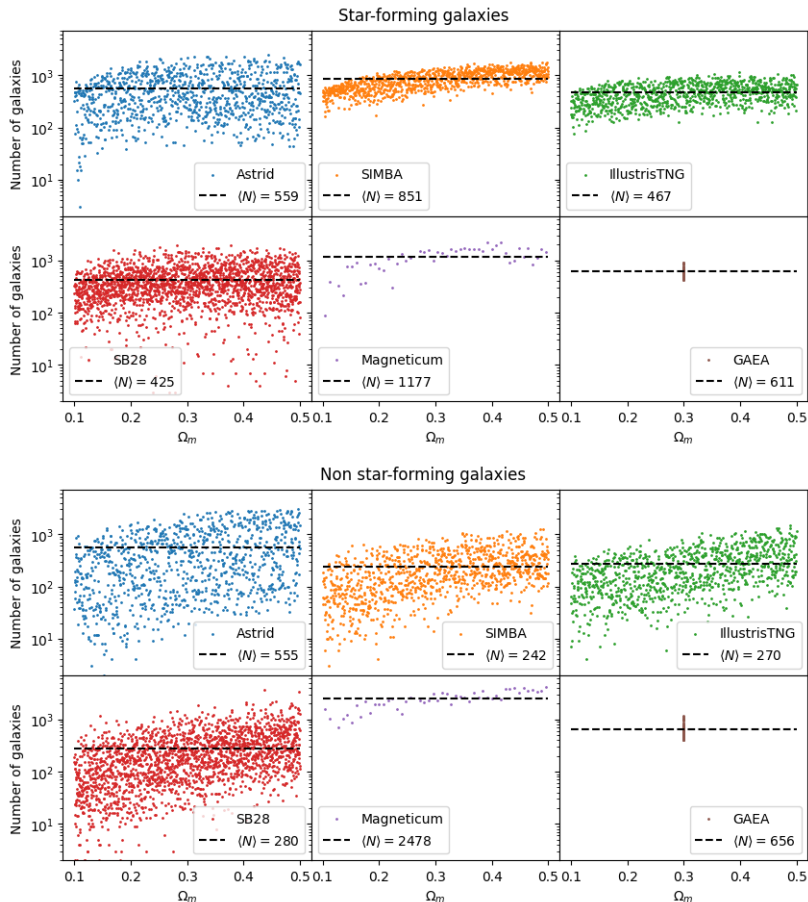 Star-forming galaxies
Number of galaxies
10³
10²
10¹
Astrid
⟨N⟩ = 559
SIMBA
⟨N⟩ = 851
IllustrisTNG
⟨N⟩ = 467
Number of galaxies
10³
10²
10¹
SB28
⟨N⟩ = 425
Magneticum
⟨N⟩ = 1177
GAEA
⟨N⟩ = 611
0.1 0.2 0.3 0.4 0.5
0.1 0.2 0.3 0.4 0.5
0.1 0.2 0.3 0.4 0.5
Ωₘ
Ωₘ
Ωₘ
Non star-forming galaxies
Number of galaxies
10³
10²
10¹
Astrid
⟨N⟩ = 555
SIMBA
⟨N⟩ = 242
IllustrisTNG
⟨N⟩ = 270
Number of galaxies
10³
10²
10¹
SB28
⟨N⟩ = 280
Magneticum
⟨N⟩ = 2478
GAEA
⟨N⟩ = 656
0.1 0.2 0.3 0.4 0.5
0.1 0.2 0.3 0.4 0.5
0.1 0.2 0.3 0.4 0.5
Ωₘ
Ωₘ
Ωₘ